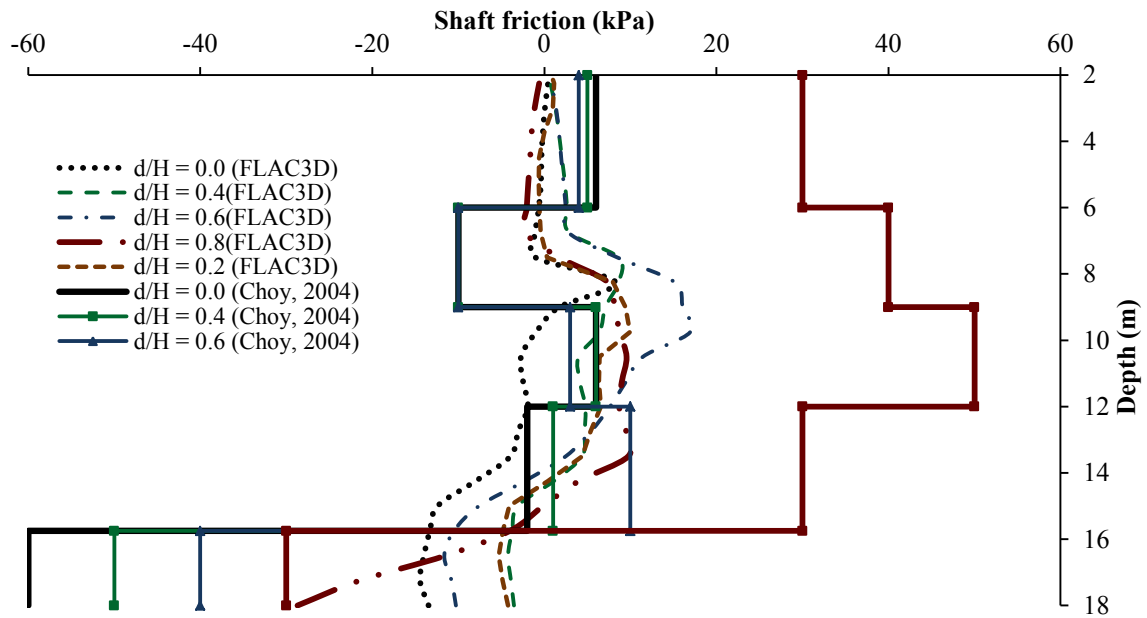 Shaft friction (kPa)
-60 -40 -20 0 20 40 60
2
4
6
8
10
12
14
16
18
Depth (m)
d/H = 0.0 (FLAC3D)
d/H = 0.4(FLAC3D)
d/H = 0.6(FLAC3D)
d/H = 0.8(FLAC3D)
d/H = 0.2 (FLAC3D)
d/H = 0.0 (Choy, 2004)
d/H = 0.4 (Choy, 2004)
d/H = 0.6 (Choy, 2004)